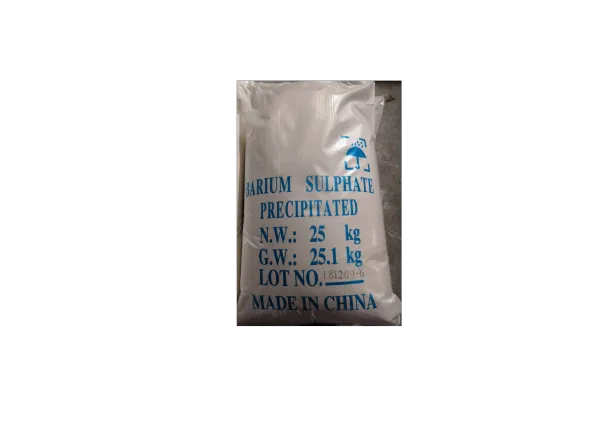 BARIUM SULPHATE
PRECIPITATED
N.W.: 25 kg
G.W.: 25.1 kg
LOT NO.
MADE IN CHINA